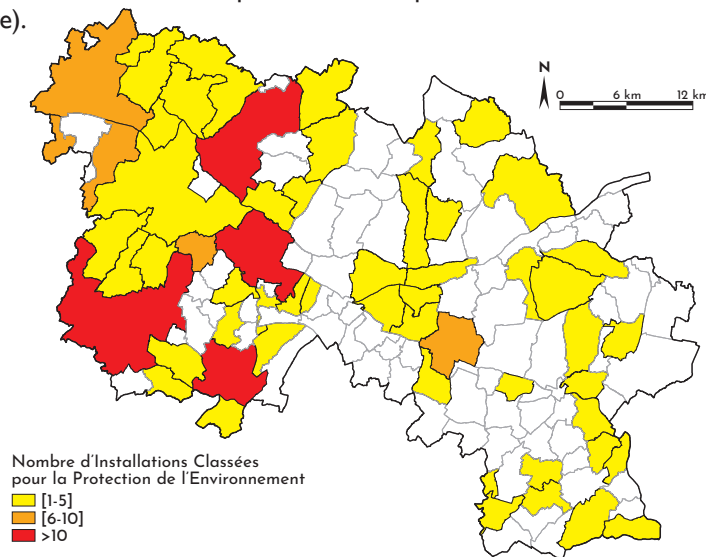 e).
N
0 6 km 12 km
Nombre d'Installations Classées
pour la Protection de l'Environnement
[1-5]
[6-10]
>10